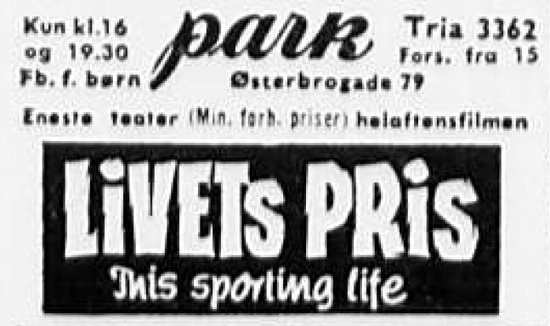 Kun kl.16
og 19.30
Fb. f. børn
park
Østerbrogade 79
Tria 3362
Fors. fra 15
Eneste teater (Min. forh. priser) helaftensfilmen
LiVETs PRiS
This sporting life